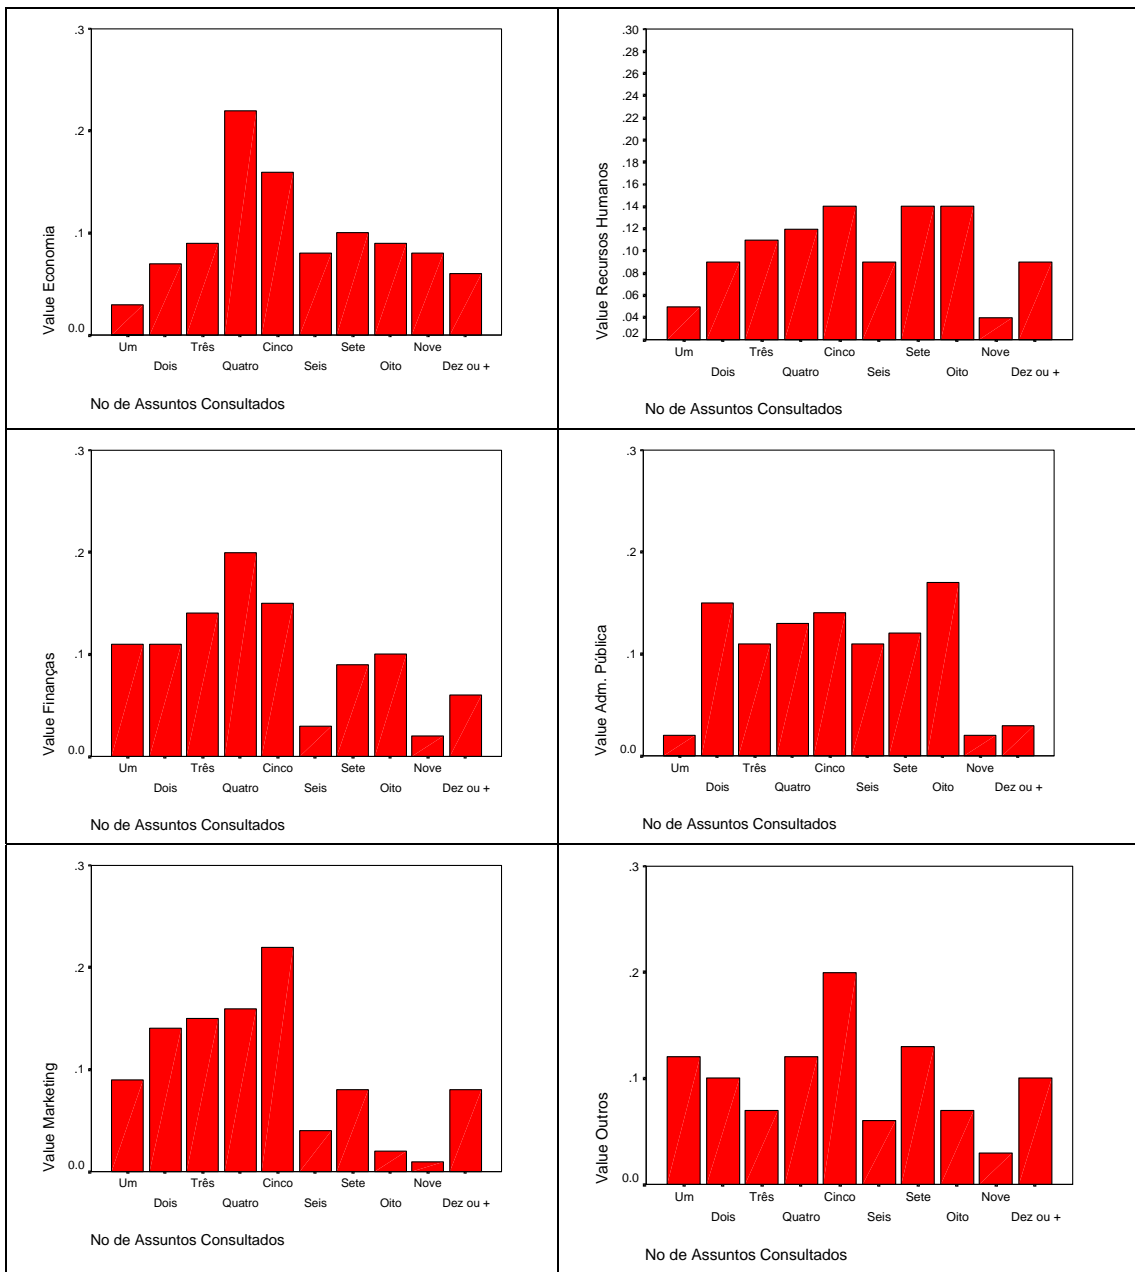 .3
.2
.1
0.0
Value Economia
Um Três Cinco Sete Nove
Dois Quatro Seis Oito Dez ou +
No de Assuntos Consultados
.30
.28
.26
.24
.22
.20
.18
.16
.14
.12
.10
.08
.06
.04
.02
Value Recursos Humanos
Um Três Cinco Sete Nove
Dois Quatro Seis Oito Dez ou +
No de Assuntos Consultados
.3
.2
.1
0.0
Value Finanças
Um Três Cinco Sete Nove
Dois Quatro Seis Oito Dez ou +
No de Assuntos Consultados
.3
.2
.1
0.0
Value Adm. Pública
Um Três Cinco Sete Nove
Dois Quatro Seis Oito Dez ou +
No de Assuntos Consultados
.3
.2
.1
0.0
Value Marketing
Um Três Cinco Sete Nove
Dois Quatro Seis Oito Dez ou +
No de Assuntos Consultados
.3
.2
.1
0.0
Value Outros
Um Três Cinco Sete Nove
Dois Quatro Seis Oito Dez ou +
No de Assuntos Consultados